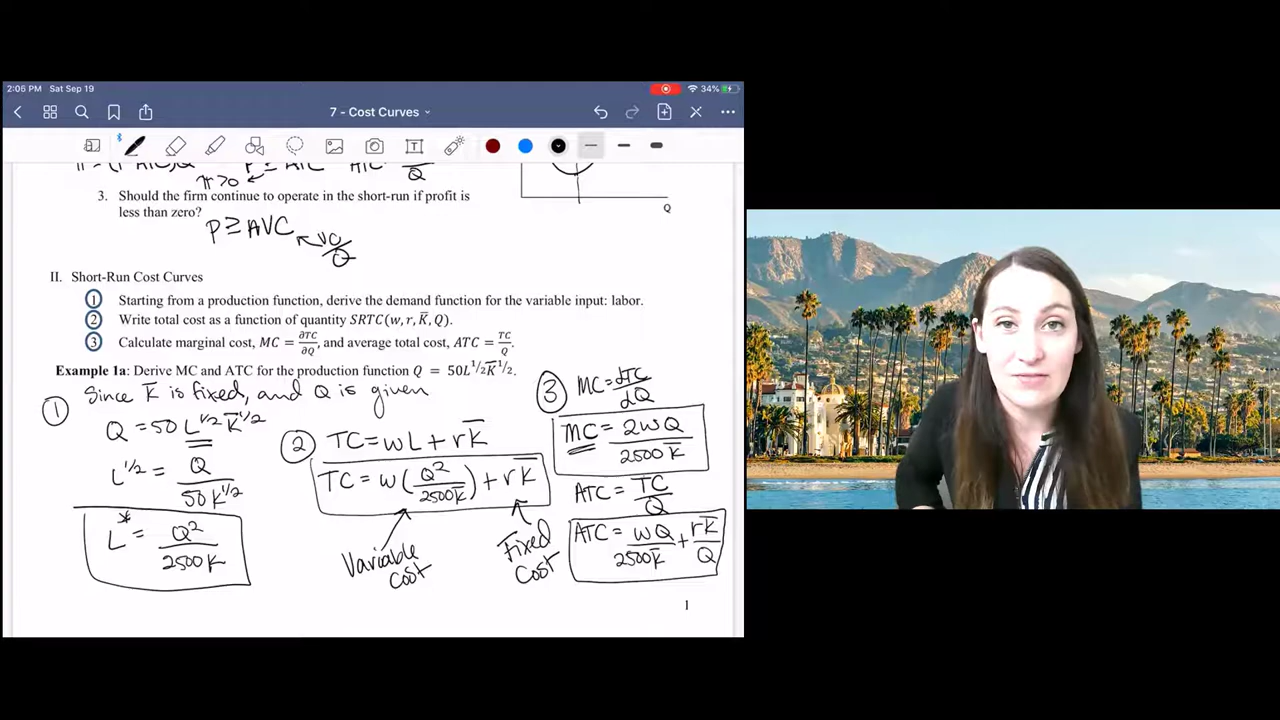 2:06 PM Sat Sep 19
34%
7 - Cost Curves
T
Q
π>0
3. Should the firm continue to operate in the short-run if profit is
less than zero?
P ≥ AVC
VC/Q
Q
II. Short-Run Cost Curves
1 Starting from a production function, derive the demand function for the variable input: labor.
2 Write total cost as a function of quantity SRTC(w, r, K̅, Q).
3 Calculate marginal cost, MC = ∂TC/∂Q, and average total cost, ATC = TC/Q.
Example 1a: Derive MC and ATC for the production function Q = 50L^1/2 K̅^1/2.
1 Since K̅ is fixed, and Q is given
Q = 50 L^1/2 K̅^1/2
L^1/2 = Q / 50K^1/2
L* = Q² / 2500K
2 TC = wL + rK̅
TC = w(Q² / 2500K̅) + rK̅
Variable cost
Fixed cost
3 MC = ∂TC/∂Q
MC = 2wQ / 2500K̅
ATC = TC/Q
ATC = wQ / 2500K̅ + rK̅ / Q
1